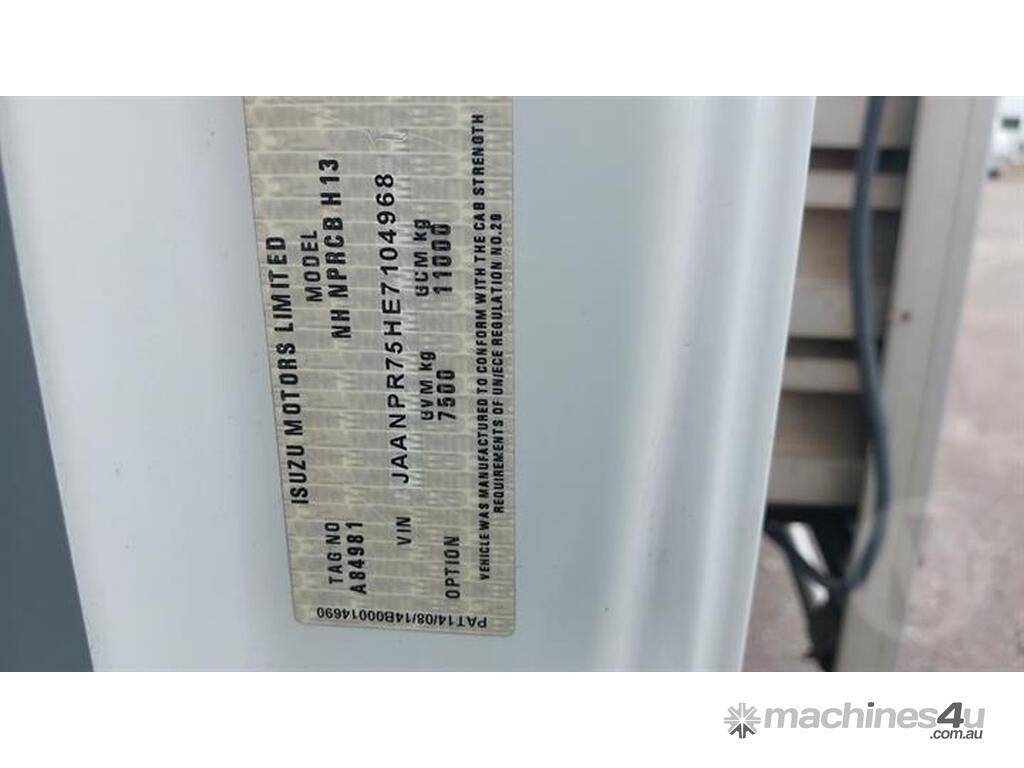 ISUZU MOTORS LIMITED
TAG NO MODEL
A84981 NH NPRCB H13
VIN JAANPR75HE7104968
GVM kg GCM kg
7500 11000
OPTION
VEHICLE WAS MANUFACTURED TO CONFORM WITH THE CAB STRENGTH
REQUIREMENTS OF UN/ECE REGULATION NO.29
PAT14/08/14B00014690
machines4u
.com.au